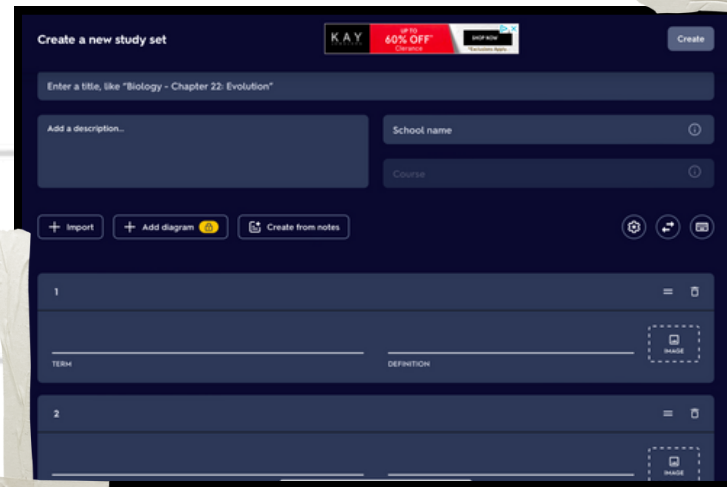 Create a new study set
KAY
JEWELERS
UP TO
60% OFF*
Clearance
SHOP NOW
*Exclusions Apply
Create
Enter a title, like "Biology - Chapter 22: Evolution"
Add a description...
School name
Course
+ Import
+ Add diagram
Create from notes
1
TERM
DEFINITION
IMAGE
2
IMAGE